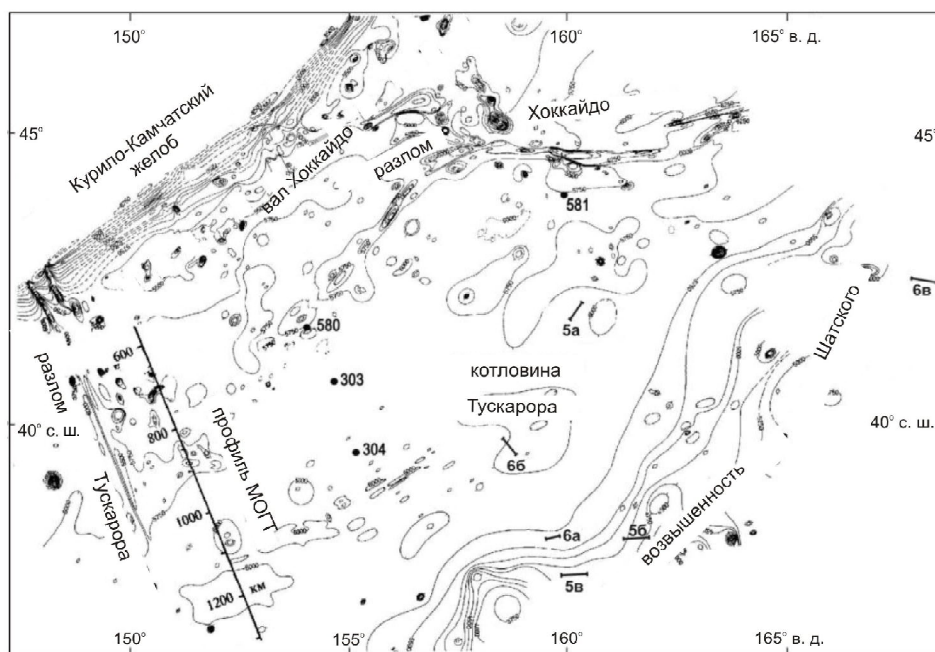 150°
160°
165° в. д.
45°
45°
Курило-Камчатский
желоб
вал Хоккайдо
разлом
Хоккайдо
581
6в
5а
580
Шатского
600
разлом
303
котловина
Тускарора
40° с. ш.
40° с. ш.
800
профиль МОГТ
304
6б
Тускарора
возвышенность
1000
6а
5б
5в
км
1200
150°
155°
160°
165° в. д.